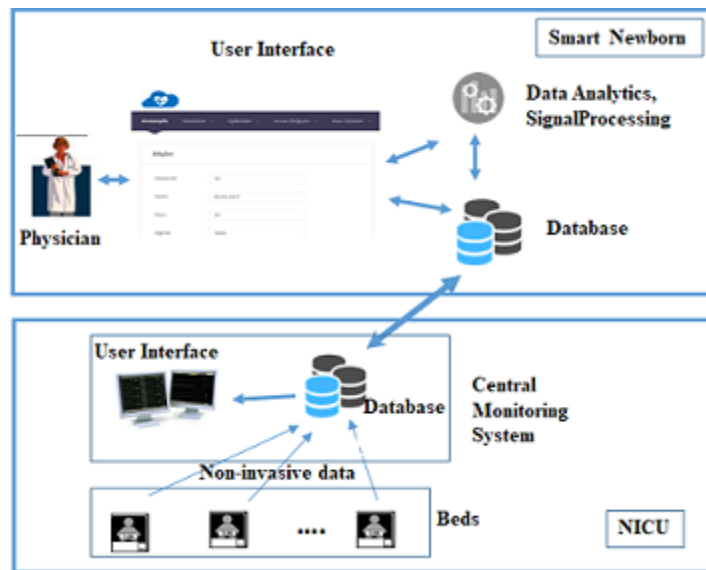 Smart Newborn
User Interface
Data Analytics,
SignalProcessing
Physician
Database
User Interface
Database
Central
Monitoring
System
Non-invasive data
Beds
NICU